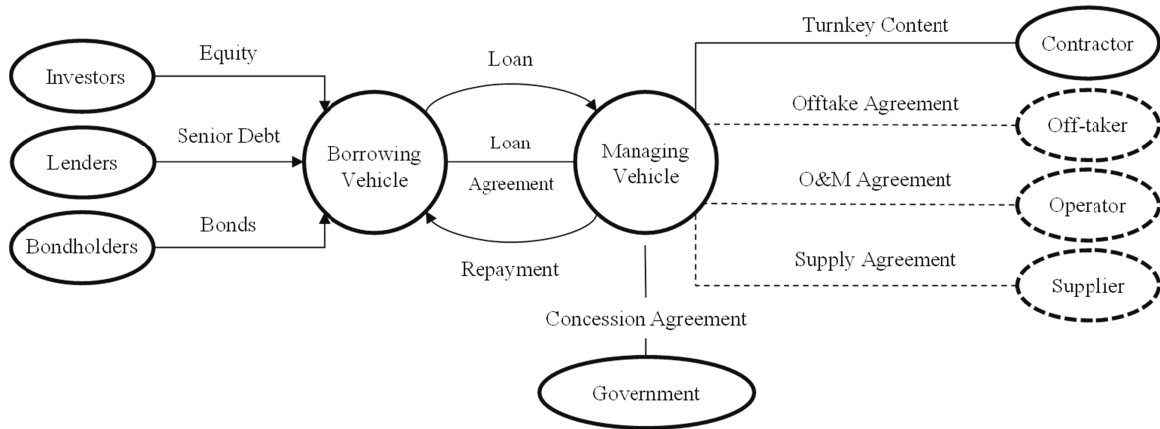 Investors
Equity
Lenders
Senior Debt
Bondholders
Bonds
Borrowing
Vehicle
Loan
Loan
Agreement
Repayment
Managing
Vehicle
Turnkey Content
Contractor
Offtake Agreement
Off-taker
O&M Agreement
Operator
Supply Agreement
Supplier
Concession Agreement
Government